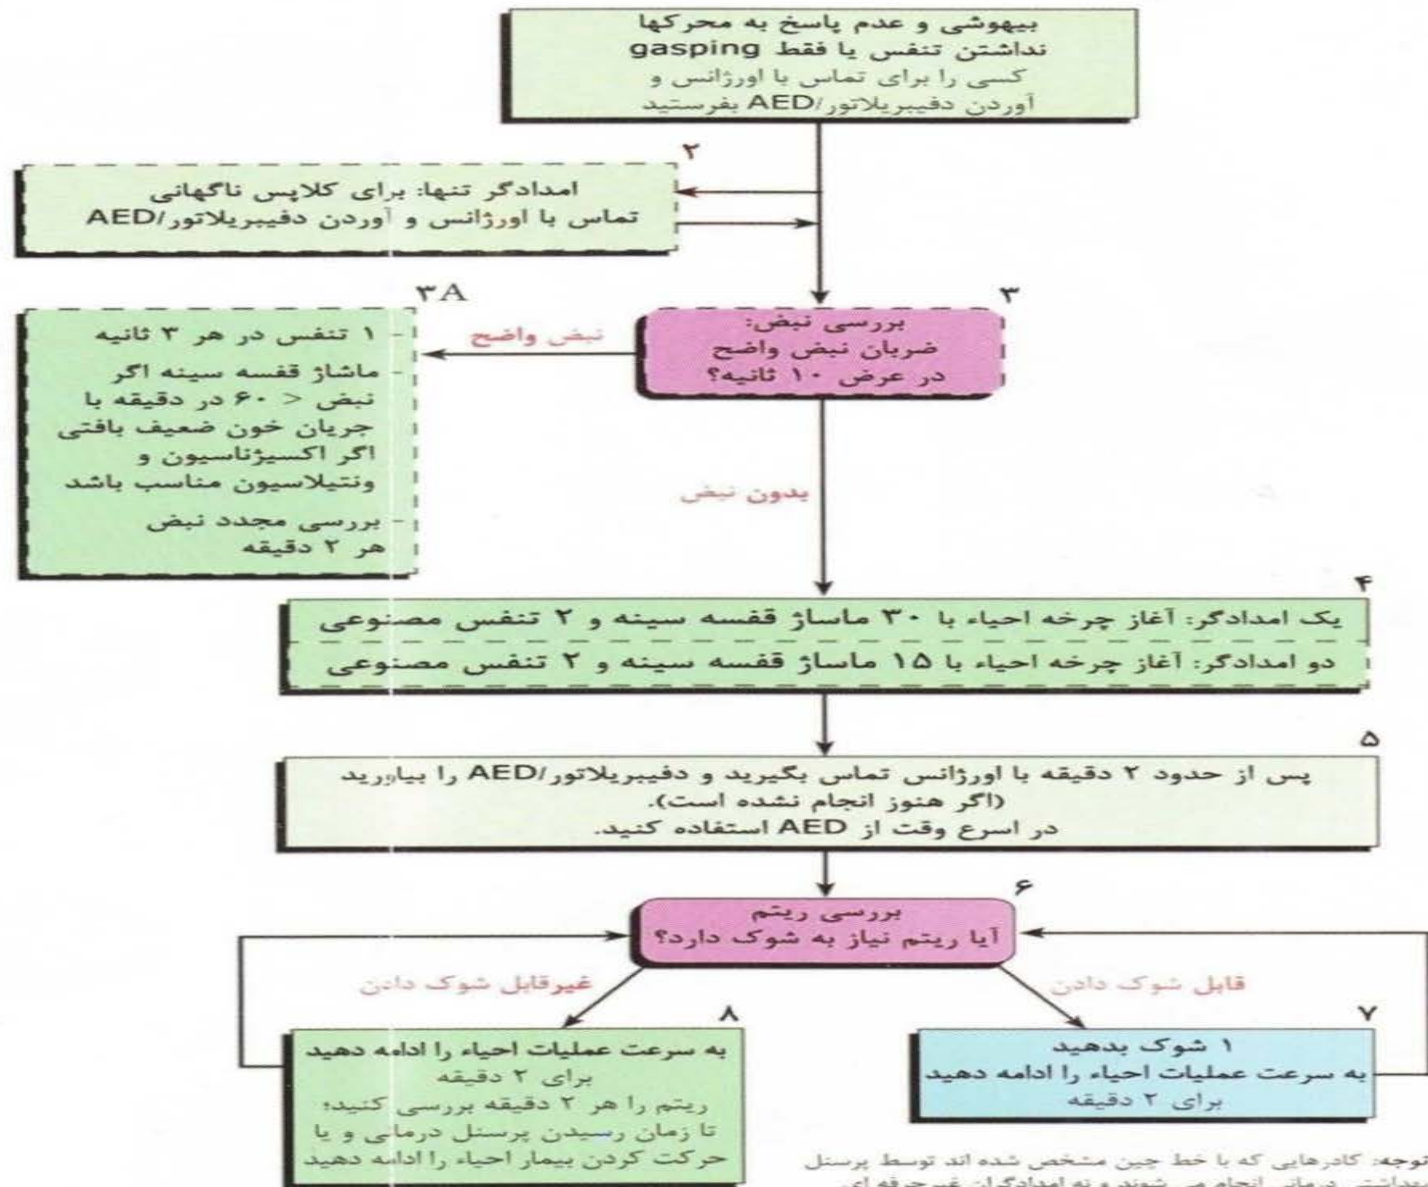 بیهوشی و عدم پاسخ به محرکها
نداشتن تنفس یا فقط gasping
کسی را برای تماس با اورژانس و
آوردن دفیبریلاتور/AED بفرستید
۲
امدادگر تنها: برای کلاپس ناگهانی
تماس با اورژانس و آوردن دفیبریلاتور/AED
۳
بررسی نبض:
ضربان نبض واضح
در عرض ۱۰ ثانیه؟
نبض واضح
۳A
- ۱ تنفس در هر ۳ ثانیه
- ماشاژ قفسه سینه اگر
نبض < ۶۰ در دقیقه با
جریان خون ضعیف بافتی
اگر اکسیژناسیون و
ونتیلاسیون مناسب باشد
- بررسی مجدد نبض
هر ۲ دقیقه
بدون نبض
۴
یک امدادگر: آغاز چرخه احیاء با ۳۰ ماساژ قفسه سینه و ۲ تنفس مصنوعی
دو امدادگر: آغاز چرخه احیاء با ۱۵ ماساژ قفسه سینه و ۲ تنفس مصنوعی
۵
پس از حدود ۲ دقیقه با اورژانس تماس بگیرید و دفیبریلاتور/AED را بیاورید
(اگر هنوز انجام نشده است).
در اسرع وقت از AED استفاده کنید.
۶
بررسی ریتم
آیا ریتم نیاز به شوک دارد؟
قابل شوک دادن
غیرقابل شوک دادن
۷
۱ شوک بدهید
به سرعت عملیات احیاء را ادامه دهید
برای ۲ دقیقه
۸
به سرعت عملیات احیاء را ادامه دهید
برای ۲ دقیقه
ریتم را هر ۲ دقیقه بررسی کنید؛
تا زمان رسیدن پرسنل درمانی و یا
حرکت کردن بیمار احیاء را ادامه دهید
توجه: کادرهایی که با خط چین مشخص شده اند توسط پرسنل
بهداشتی درمانی انجام می شوند و نه امدادگران غیرحرفه ای